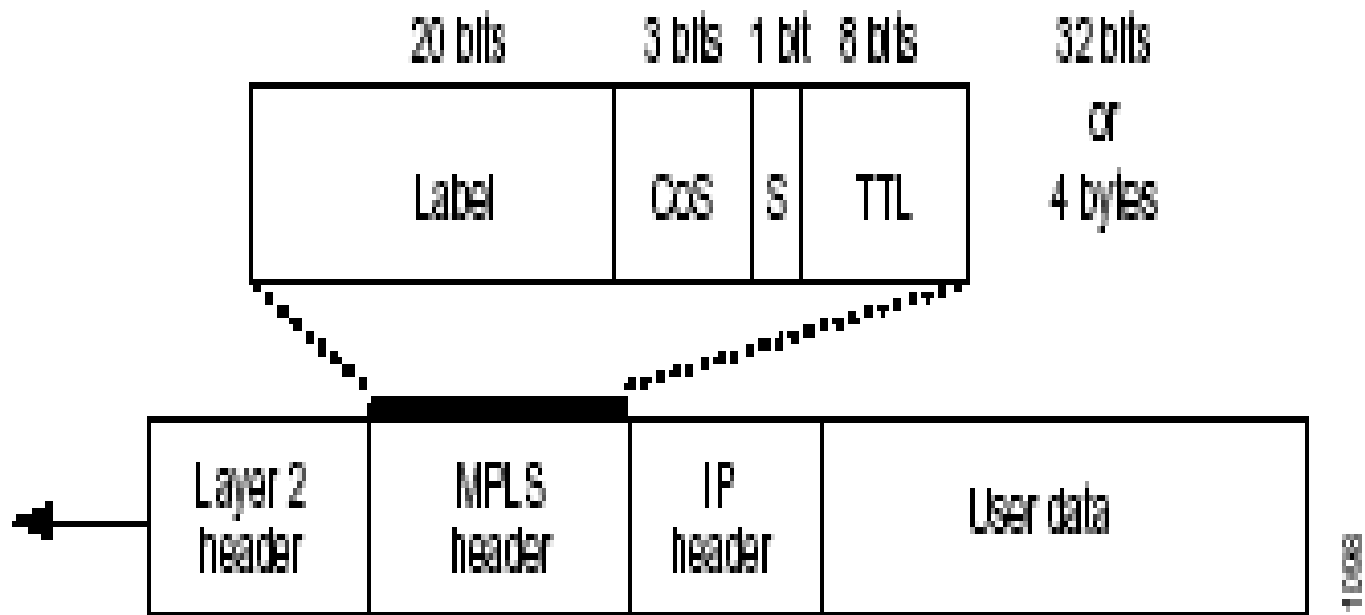 20 bits 3 bits 1 bit 8 bits 32 bits
or
4 bytes
Label CoS S TTL
Layer 2 header
MPLS header
IP header
User data